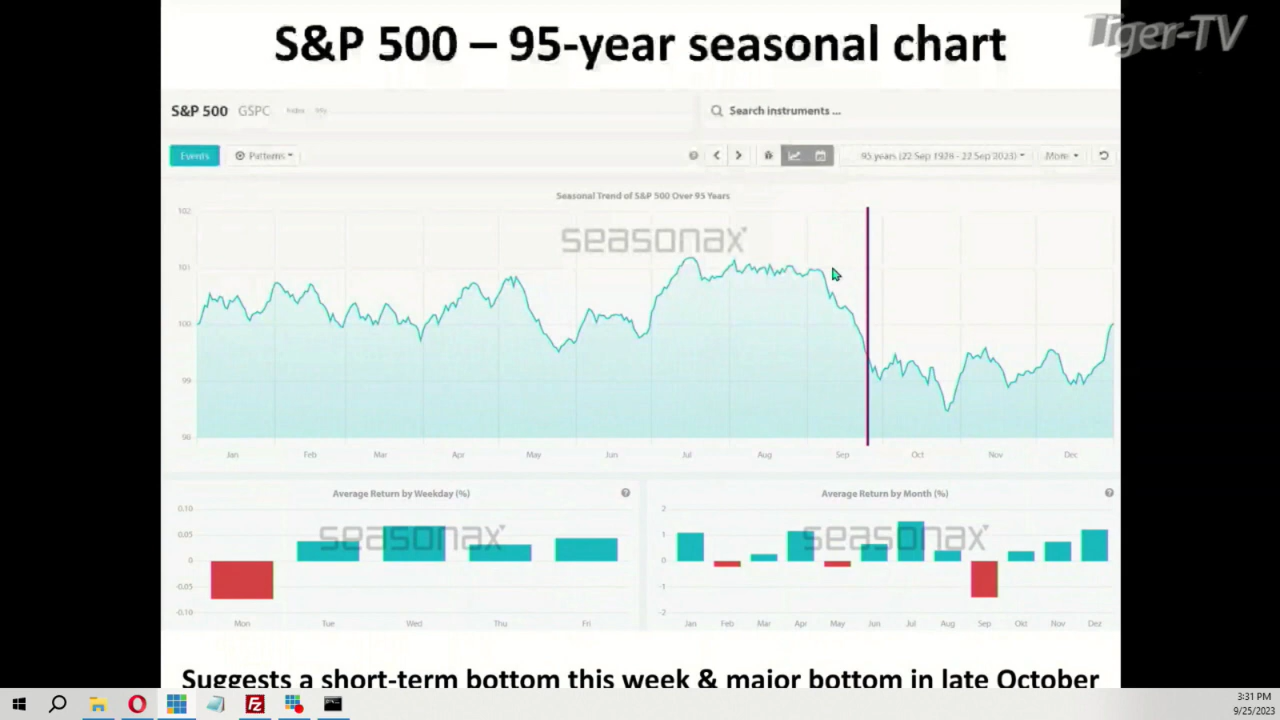 S&P 500 – 95-year seasonal chart
Tiger-TV
S&P 500 GSPC Index
Search instruments ...
Events Patterns
95 years (22 Sep 1928 - 22 Sep 2023) More
Seasonal Trend of S&P 500 Over 95 Years
seasonax
102
101
100
99
98
Jan Feb Mar Apr May Jun Jul Aug Sep Oct Nov Dec
Average Return by Weekday (%)
seasonax
0.10
0.05
0
-0.05
-0.10
Mon Tue Wed Thu Fri
Average Return by Month (%)
seasonax
2
1
0
-1
-2
Jan Feb Mar Apr May Jun Jul Aug Sep Okt Nov Dez
Suggests a short-term bottom this week & major bottom in late October
3:31 PM
9/25/2023